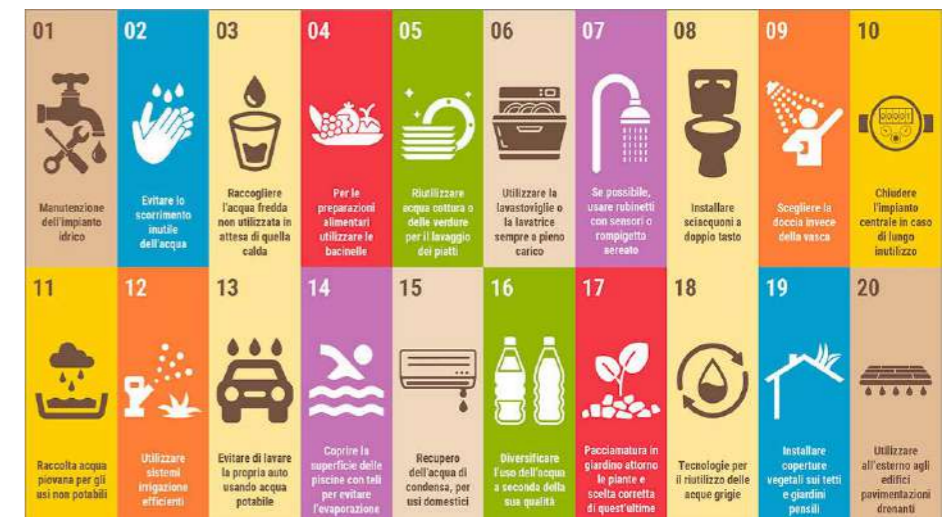 01
Manutenzione
dell'impianto
idrico
02
Evitare lo
scorrimento
inutile
dell'acqua
03
Raccogliere
l'acqua fredda
non utilizzata in
attesa di quella
calda
04
Per le
preparazioni
alimentari
utilizzare le
bacinelle
05
Riutilizzare
acqua cottura o
delle verdure
per il lavaggio
dei piatti
06
Utilizzare la
lavastoviglie o
la lavatrice
sempre a pieno
carico
07
Se possibile,
usare rubinetti
con sensori o
rompigetto
aereato
08
Installare
sciacquoni a
doppio tasto
09
Scegliere la
doccia invece
della vasca
10
Chiudere
l'impianto
centrale in caso
di lungo
inutilizzo
11
Raccolta acqua
piovana per gli
usi non potabili
12
Utilizzare
sistemi
irrigazione
efficienti
13
Evitare di lavare
la propria auto
usando acqua
potabile
14
Coprire la
superficie delle
piscine con teli
per evitare
l'evaporazione
15
Recupero
dell'acqua di
condensa, per
usi domestici
16
Diversificare
l'uso dell'acqua
a seconda della
sua qualità
17
Pacciamatura in
giardino attorno
le piante e
scelta corretta
di quest'ultime
18
Tecnologie per
il riutilizzo delle
acque grigie
19
Installare
coperture
vegetali sui tetti
e giardini
pensili
20
Utilizzare
all'esterno agli
edifici
pavimentazioni
drenanti